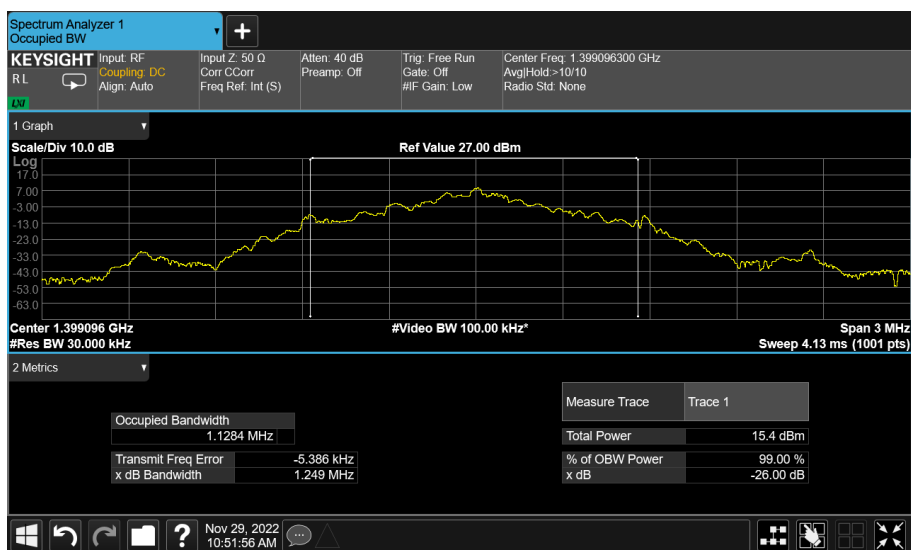 Spectrum Analyzer 1
Occupied BW
KEYSIGHT Input: RF Input Z: 50 Ω Atten: 40 dB Trig: Free Run Center Freq: 1.399096300 GHz
R L Coupling: DC Corr CCorr Preamp: Off Gate: Off Avg|Hold:>10/10
Align: Auto Freq Ref: Int (S) #IF Gain: Low Radio Std: None
LXI
1 Graph
Scale/Div 10.0 dB Ref Value 27.00 dBm
Log
17.0
7.00
-3.00
-13.0
-23.0
-33.0
-43.0
-53.0
-63.0
Center 1.399096 GHz #Video BW 100.00 kHz* Span 3 MHz
#Res BW 30.000 kHz Sweep 4.13 ms (1001 pts)
2 Metrics
Measure Trace Trace 1
Occupied Bandwidth
1.1284 MHz Total Power 15.4 dBm
Transmit Freq Error -5.386 kHz % of OBW Power 99.00 %
x dB Bandwidth 1.249 MHz x dB -26.00 dB
Nov 29, 2022
10:51:56 AM